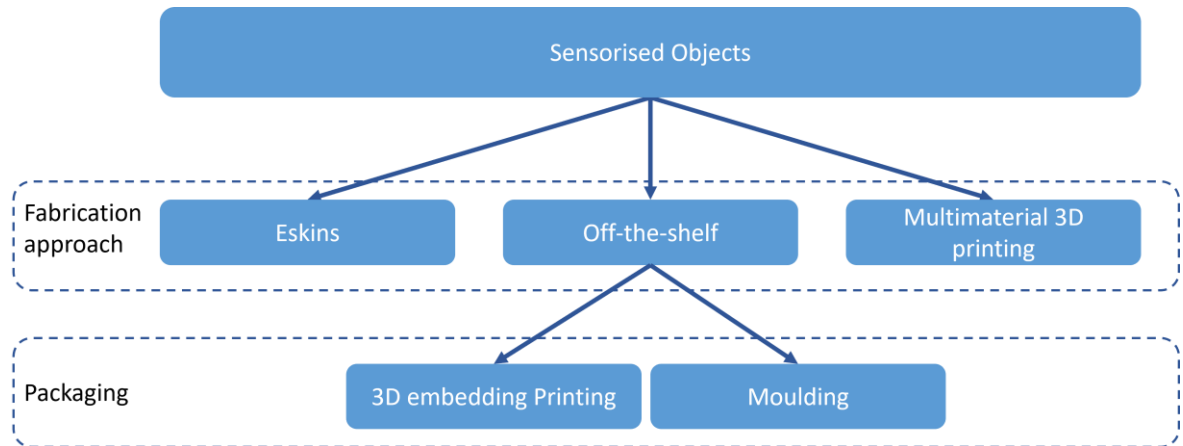 Sensorised Objects
Fabrication
approach
Eskins
Off-the-shelf
Multimaterial 3D
printing
Packaging
3D embedding Printing
Moulding